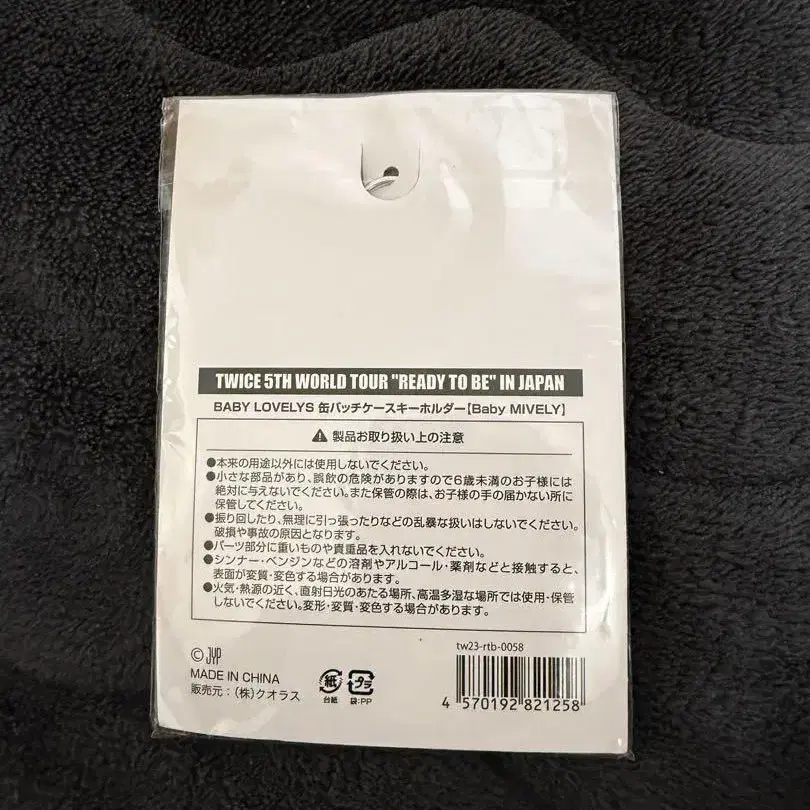 TWICE 5TH WORLD TOUR "READY TO BE" IN JAPAN
BABY LOVELYS 缶バッチケースキーホルダー【Baby MIVELY】
⚠ 製品お取り扱い上の注意
●本来の用途以外には使用しないでください。
●小さな部品があり、誤飲の危険がありますので6歳未満のお子様には
絶対に与えないでください。また保管の際は、お子様の手の届かない所に
保管してください。
●振り回したり、無理に引っ張ったりなどの乱暴な扱いはしないでください。
破損や事故の原因となります。
●パーツ部分に重いものや貴重品を入れないでください。
●シンナー・ベンジンなどの溶剤やアルコール・薬剤などと接触すると、
表面が変質・変色する場合があります。
●火気・熱源の近く、直射日光のあたる場所、高温多湿な場所では使用・保管
しないでください。変形・変質・変色する場合があります。
© JYP
MADE IN CHINA
販売元：(株)クオラス
紙
台紙
プラ
袋:PP
tw23-rtb-0058
4 570192 821258